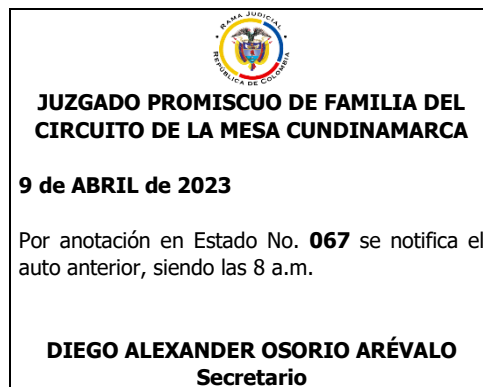 RAMA JUDICIAL
REPÚBLICA DE COLOMBIA
JUZGADO PROMISCUO DE FAMILIA DEL
CIRCUITO DE LA MESA CUNDINAMARCA
9 de ABRIL de 2023
Por anotación en Estado No. 067 se notifica el
auto anterior, siendo las 8 a.m.
DIEGO ALEXANDER OSORIO ARÉVALO
Secretario